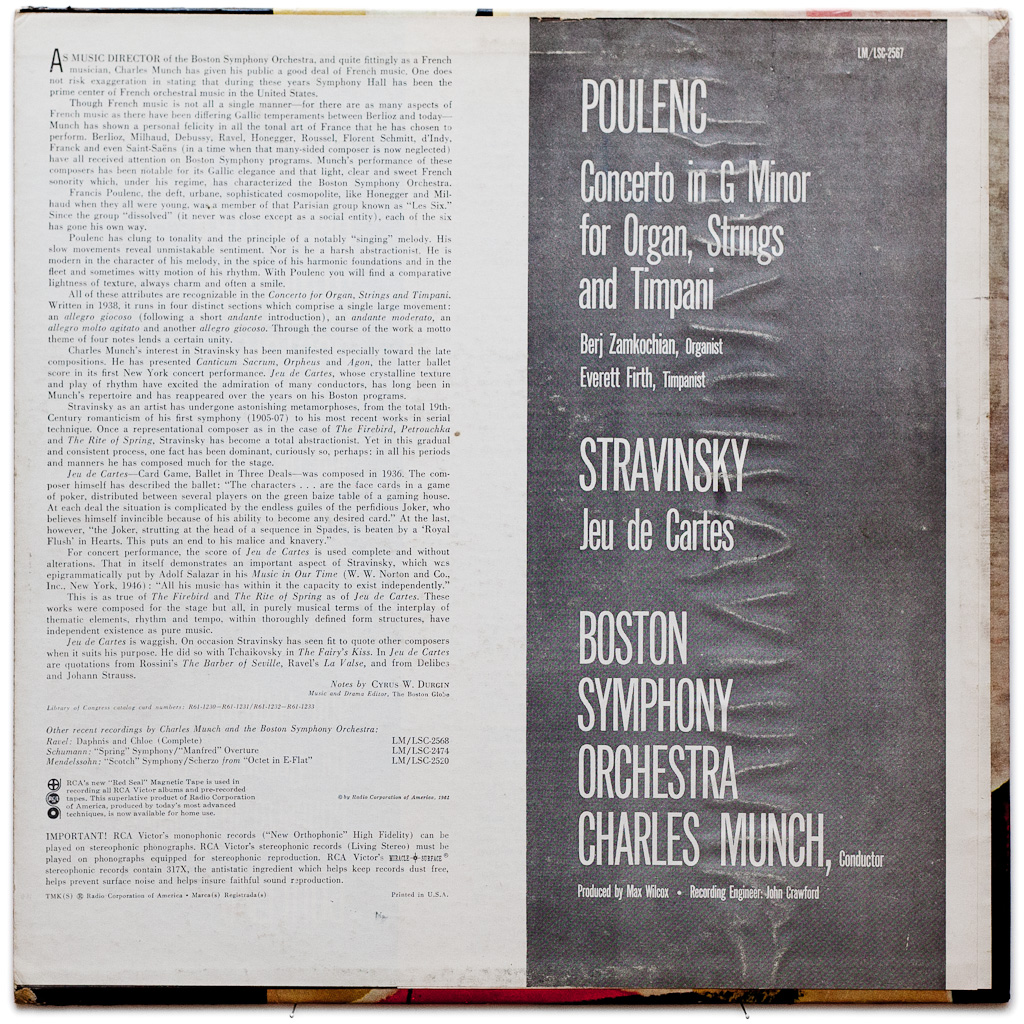 AS MUSIC DIRECTOR of the Boston Symphony Orchestra, and quite fittingly as a French
musician, Charles Munch has given his public a good deal of French music. One does
not risk exaggeration in stating that during these years Symphony Hall has been the
prime center of French orchestral music in the United States.
Though French music is not all a single manner—for there are as many aspects of
French music as there have been differing Gallic temperaments between Berlioz and today—
Munch has shown a personal felicity in all the tonal art of France that he has chosen to
perform. Berlioz, Milhaud, Debussy, Ravel, Honegger, Roussel, Florent Schmitt, d'Indy,
Franck and even Saint-Saëns (in a time when that many-sided composer is now neglected)
have all received attention on Boston Symphony programs. Munch's performance of these
composers has been notable for its Gallic elegance and that light, clear and sweet French
sonority which, under his regime, has characterized the Boston Symphony Orchestra.
Francis Poulenc, the deft, urbane, sophisticated cosmopolite, like Honegger and Mil-
haud when they all were young, was a member of that Parisian group known as "Les Six."
Since the group "dissolved" (it never was close except as a social entity), each of the six
has gone his own way.
Poulenc has clung to tonality and the principle of a notably "singing" melody. His
slow movements reveal unmistakable sentiment. Nor is he a harsh abstractionist. He is
modern in the character of his melody, in the spice of his harmonic foundations and in the
fleet and sometimes witty motion of his rhythm. With Poulenc you will find a comparative
lightness of texture, always charm and often a smile.
All of these attributes are recognizable in the Concerto for Organ, Strings and Timpani.
Written in 1938, it runs in four distinct sections which comprise a single large movement:
an allegro giocoso (following a short andante introduction), an andante moderato, an
allegro molto agitato and another allegro giocoso. Through the course of the work a motto
theme of four notes lends a certain unity.
Charles Munch's interest in Stravinsky has been manifested especially toward the late
compositions. He has presented Canticum Sacrum, Orpheus and Agon, the latter ballet
score in its first New York concert performance. Jeu de Cartes, whose crystalline texture
and play of rhythm have excited the admiration of many conductors, has long been in
Munch's repertoire and has reappeared over the years on his Boston programs.
Stravinsky as an artist has undergone astonishing metamorphoses, from the total 19th-
Century romanticism of his first symphony (1905-07) to his most recent works in serial
technique. Once a representational composer as in the case of The Firebird, Petrouchka
and The Rite of Spring, Stravinsky has become a total abstractionist. Yet in this gradual
and consistent process, one fact has been dominant, curiously so, perhaps: in all his periods
and manners he has composed much for the stage.
Jeu de Cartes—Card Game, Ballet in Three Deals—was composed in 1936. The com-
poser himself has described the ballet: "The characters . . . are the face cards in a game
of poker, distributed between several players on the green baize table of a gaming house.
At each deal the situation is complicated by the endless guiles of the perfidious Joker, who
believes himself invincible because of his ability to become any desired card." At the last,
however, "the Joker, strutting at the head of a sequence in Spades, is beaten by a 'Royal
Flush' in Hearts. This puts an end to his malice and knavery."
For concert performance, the score of Jeu de Cartes is used complete and without
alterations. That in itself demonstrates an important aspect of Stravinsky, which was
epigrammatically put by Adolf Salazar in his Music in Our Time (W. W. Norton and Co.,
Inc., New York, 1946): "All his music has within it the capacity to exist independently."
This is as true of The Firebird and The Rite of Spring as of Jeu de Cartes. These
works were composed for the stage but all, in purely musical terms of the interplay of
thematic elements, rhythm and tempo, within thoroughly defined form structures, have
independent existence as pure music.
Jeu de Cartes is waggish. On occasion Stravinsky has seen fit to quote other composers
when it suits his purpose. He did so with Tchaikovsky in The Fairy's Kiss. In Jeu de Cartes
are quotations from Rossini's The Barber of Seville, Ravel's La Valse, and from Delibes
and Johann Strauss.
Notes by CYRUS W. DURGIN
Music and Drama Editor, The Boston Globe
Library of Congress catalog card numbers: R61-1230—R61-1231/R61-1232—R61-1233
Other recent recordings by Charles Munch and the Boston Symphony Orchestra:
Ravel: Daphnis and Chloe (Complete) LM/LSC-2568
Schumann: "Spring" Symphony/"Manfred" Overture LM/LSC-2474
Mendelssohn: "Scotch" Symphony/Scherzo from "Octet in E-Flat" LM/LSC-2520
RCA's new "Red Seal" Magnetic Tape is used in
recording all RCA Victor albums and pre-recorded
tapes. This superlative product of Radio Corporation
of America, produced by today's most advanced
techniques, is now available for home use.
© by Radio Corporation of America, 1961
IMPORTANT! RCA Victor's monophonic records ("New Orthophonic" High Fidelity) can be
played on stereophonic phonographs. RCA Victor's stereophonic records (Living Stereo) must be
played on phonographs equipped for stereophonic reproduction. RCA Victor's MIRACLE SURFACE®
stereophonic records contain 317X, the antistatic ingredient which helps keep records dust free,
helps prevent surface noise and helps insure faithful sound reproduction.
TMK(S) ® Radio Corporation of America • Marca(s) Registrada(s) Printed in U.S.A.
LM/LSC-2567
POULENC
Concerto in G Minor
for Organ, Strings
and Timpani
Berj Zamkochian, Organist
Everett Firth, Timpanist
STRAVINSKY
Jeu de Cartes
BOSTON
SYMPHONY
ORCHESTRA
CHARLES MUNCH, Conductor
Produced by Max Wilcox • Recording Engineer: John Crawford